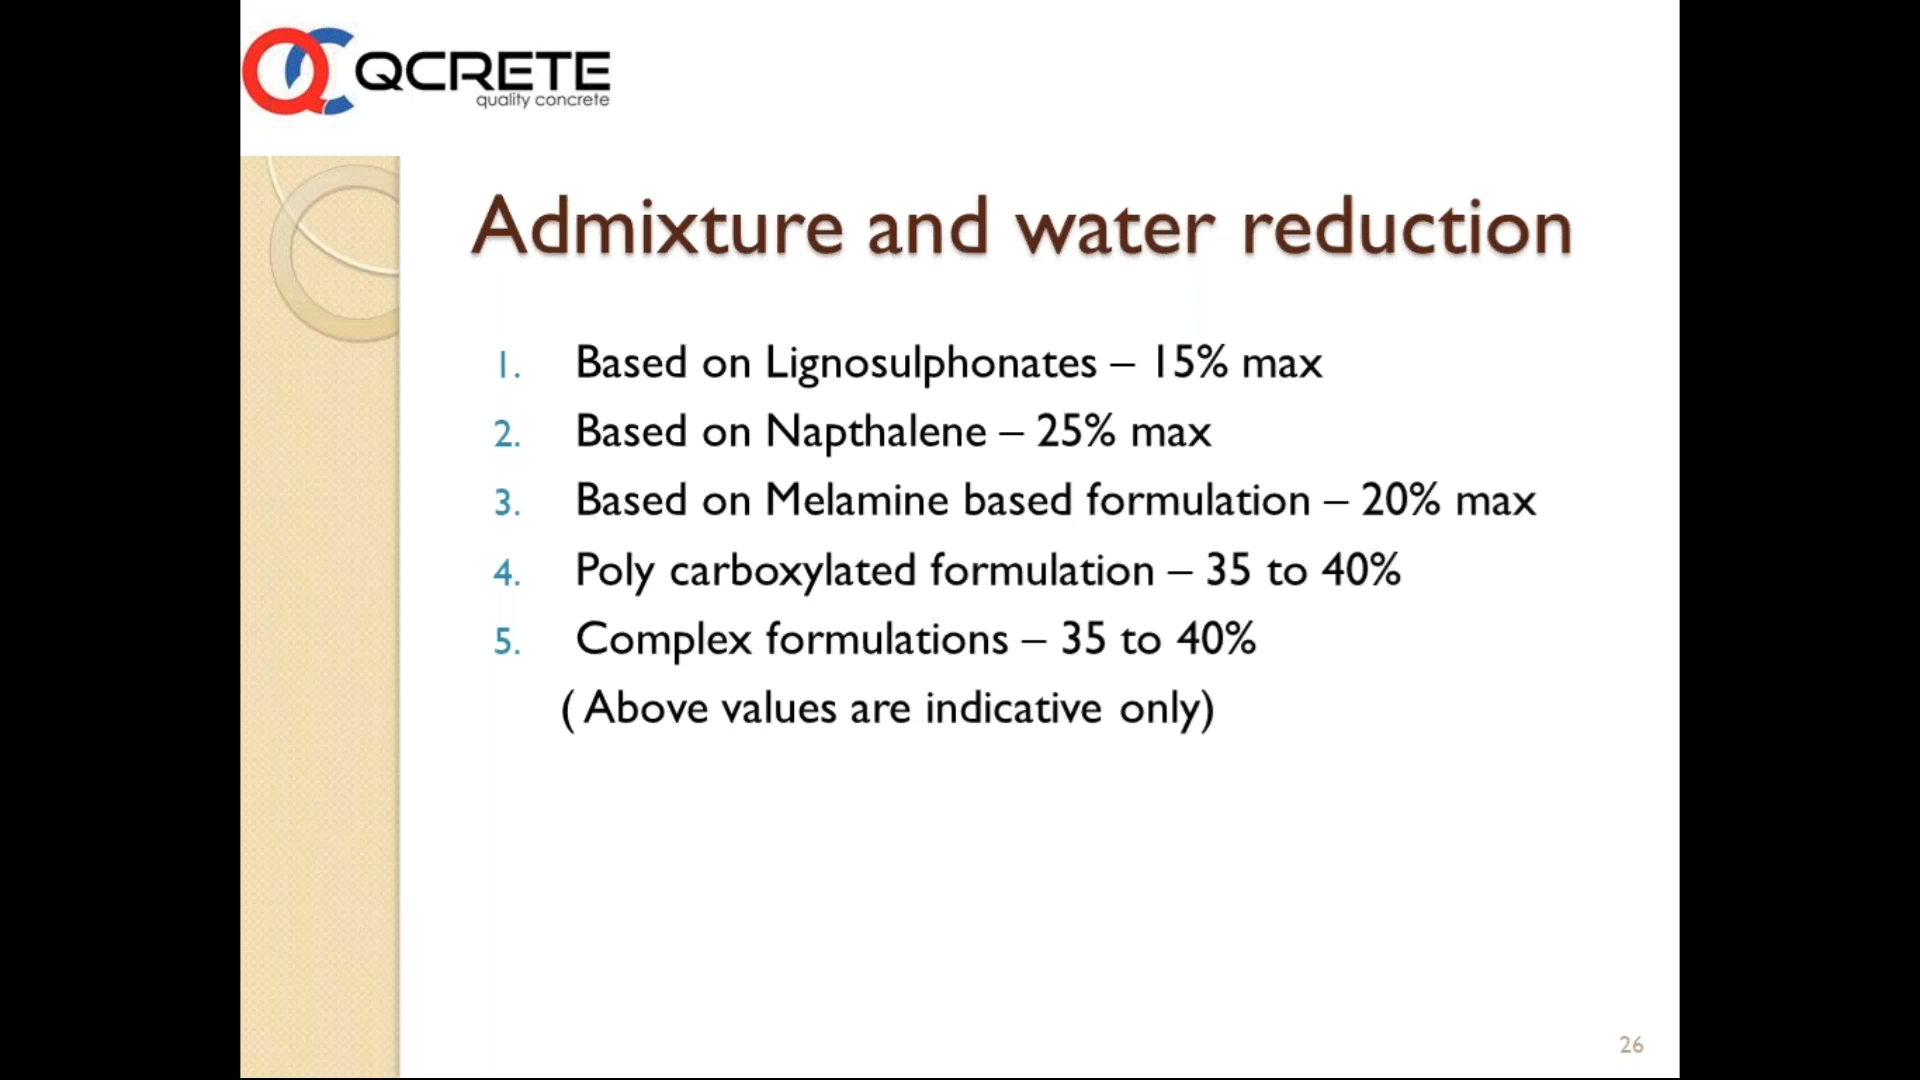 QCRETE
quality concrete
Admixture and water reduction
1. Based on Lignosulphonates – 15% max
2. Based on Napthalene – 25% max
3. Based on Melamine based formulation – 20% max
4. Poly carboxylated formulation – 35 to 40%
5. Complex formulations – 35 to 40%
( Above values are indicative only)
26